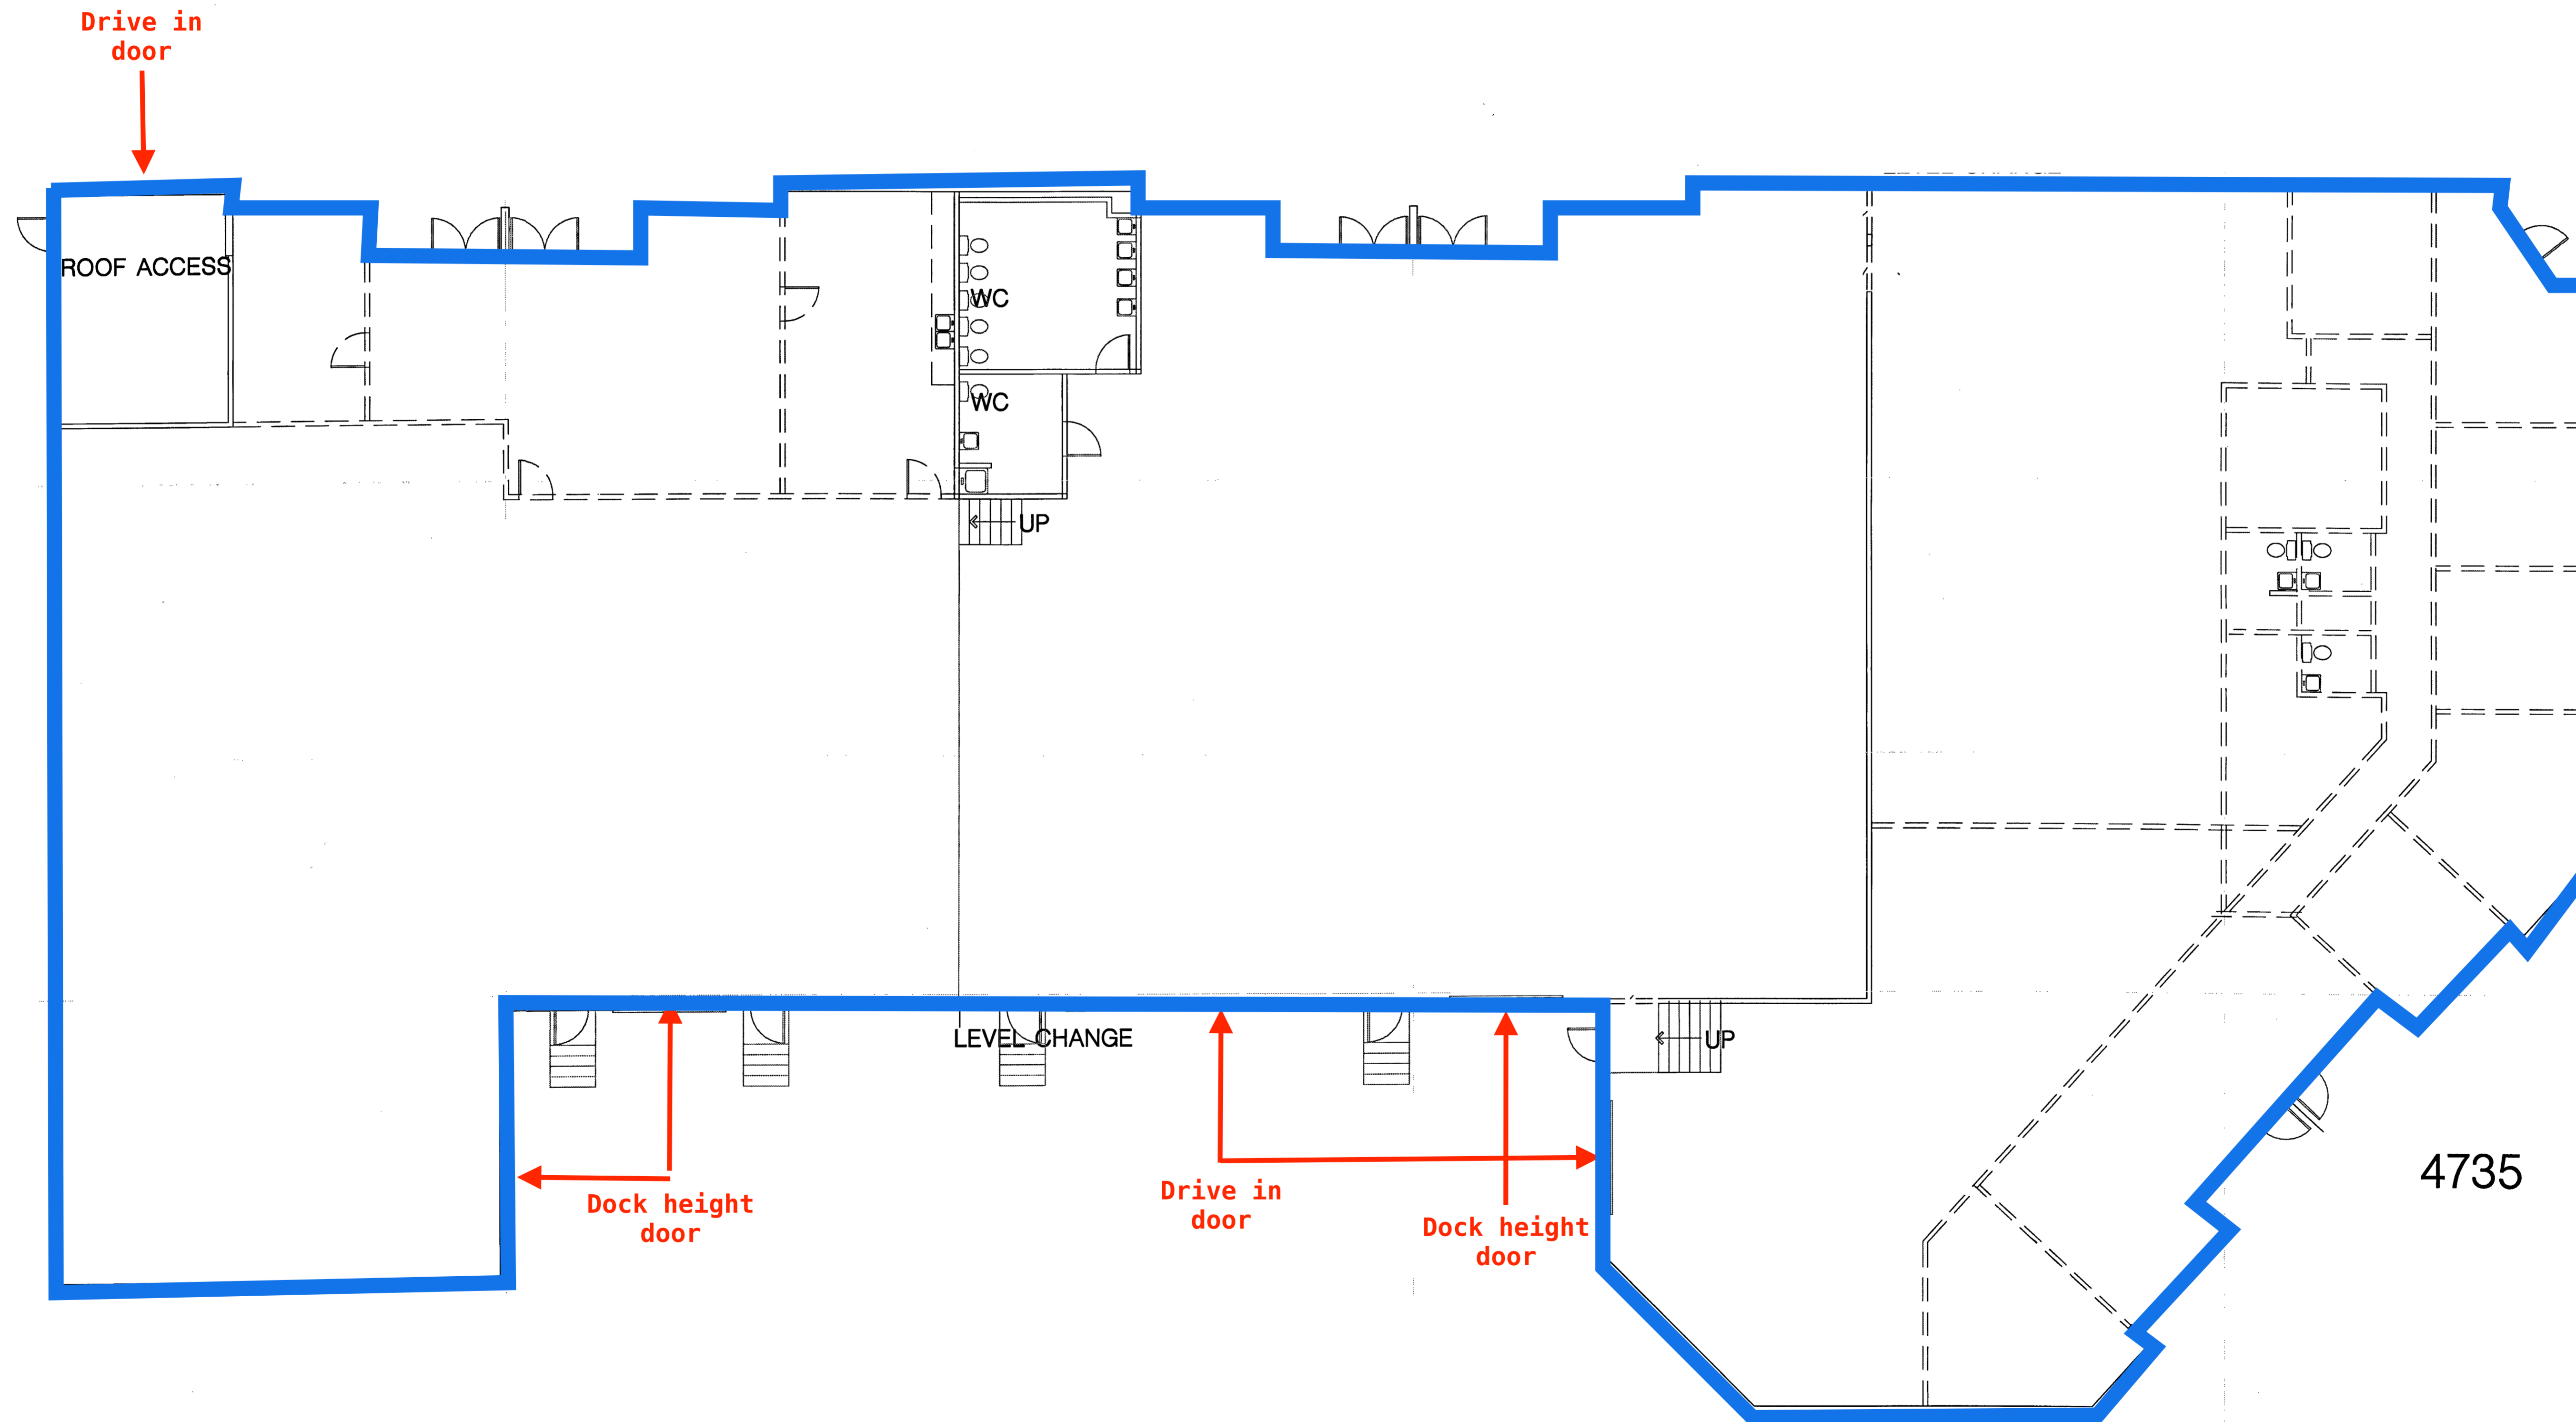 Drive in
door
ROOF ACCESS
WC
WC
UP
LEVEL CHANGE
UP
Dock height
door
Drive in
door
Dock height
door
4735